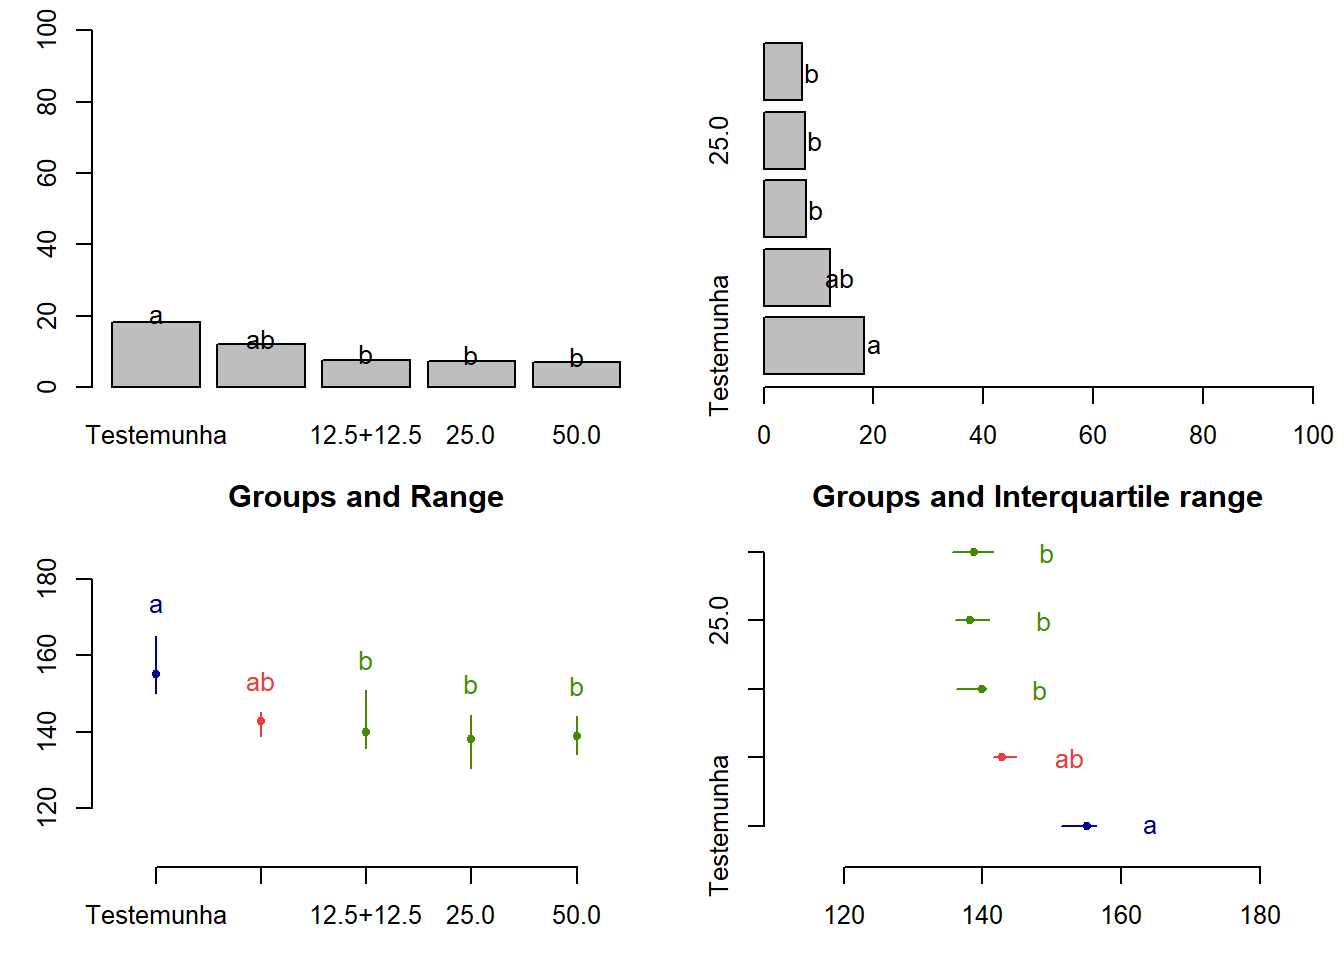 100
80
60
40
20
0
a
ab
b
b
b
Testemunha 12.5+12.5 25.0 50.0
25.0
Testemunha
b
b
b
ab
a
0 20 40 60 80 100
Groups and Range
180
160
140
120
a
ab
b
b
b
Testemunha 12.5+12.5 25.0 50.0
Groups and Interquartile range
25.0
Testemunha
b
b
b
ab
a
120 140 160 180